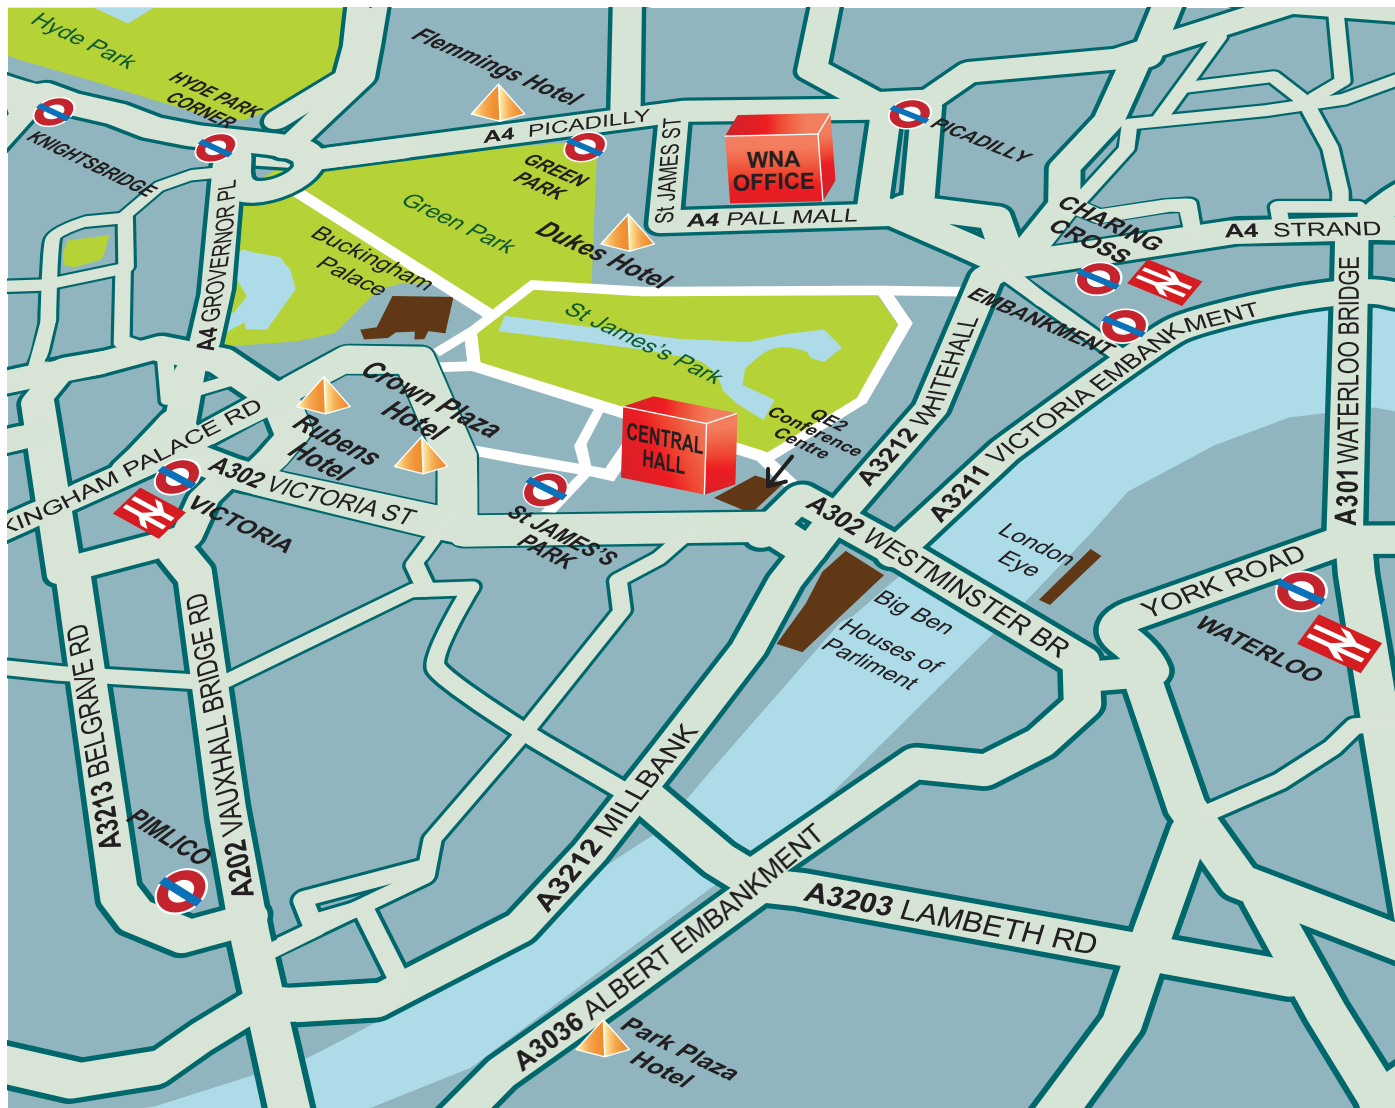 Hyde Park
Flemmings Hotel
HYDE PARK
CORNER
KNIGHTSBRIDGE
A4 PICADILLY
GREEN
PARK
St JAMES ST
WNA
OFFICE
PICADILLY
A4 PALL MALL
CHARING
CROSS
A4 STRAND
Green Park
Dukes Hotel
Buckingham
Palace
A4 GROVERNOR PL
St James's Park
EMBANKMENT
A3212 WHITEHALL
A3211 VICTORIA EMBANKMENT
A301 WATERLOO BRIDGE
Crown Plaza
Hotel
Rubens
Hotel
CENTRAL
HALL
QE2
Conference
Centre
KINGHAM PALACE RD
A302 VICTORIA ST
VICTORIA
St JAMES'S
PARK
A302 WESTMINSTER BR
London
Eye
YORK ROAD
WATERLOO
Big Ben
Houses of
Parliment
A3213 BELGRAVE RD
A202 VAUXHALL BRIDGE RD
PIMLICO
A3212 MILLBANK
A3203 LAMBETH RD
A3036 ALBERT EMBANKMENT
Park Plaza
Hotel